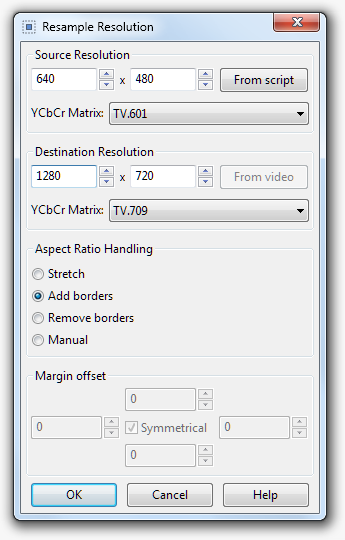 Resample Resolution
Source Resolution
640 x 480 From script
YCbCr Matrix: TV.601
Destination Resolution
1280 x 720 From video
YCbCr Matrix: TV.709
Aspect Ratio Handling
Stretch
Add borders
Remove borders
Manual
Margin offset
0
0 Symmetrical 0
0
OK Cancel Help